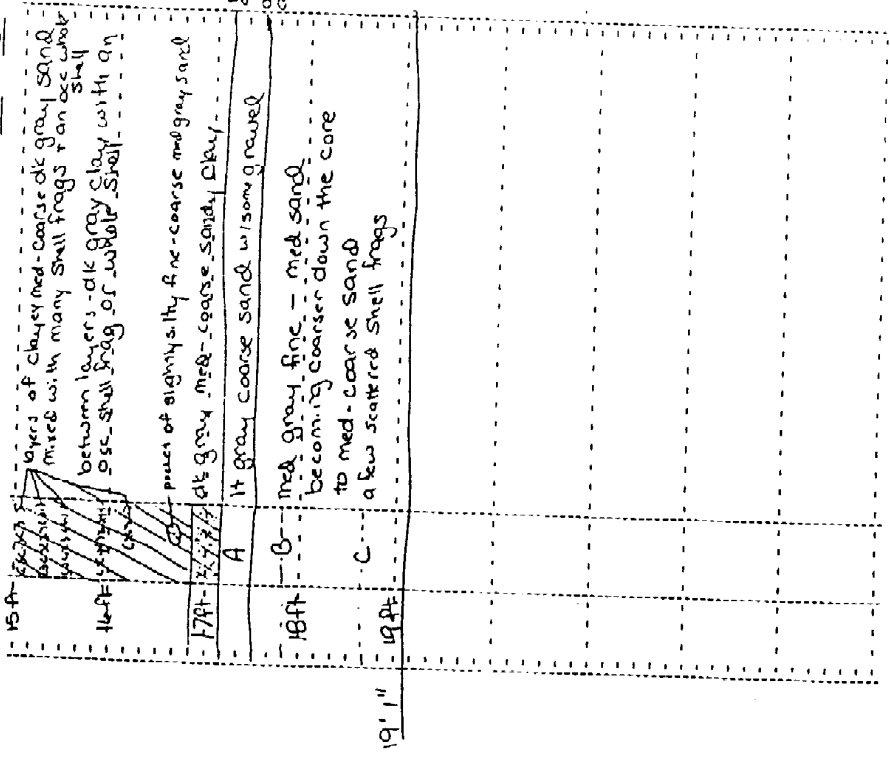 15ft
layers of clayey med-coarse dk gray sand
mixed with many shell frags + an occ whole
shell
between layers - dk gray clay with an
occ shell frag or whole shell
16ft
pocket of slightly silty fine-coarse med gray sand
17ft
dk gray med-coarse sandy clay
A
lt gray coarse sand w/some gravel
18ft
B
med gray fine - med sand
becoming coarser down the core
to med-coarse sand
C
a few scattered shell frags
19ft
19'1"